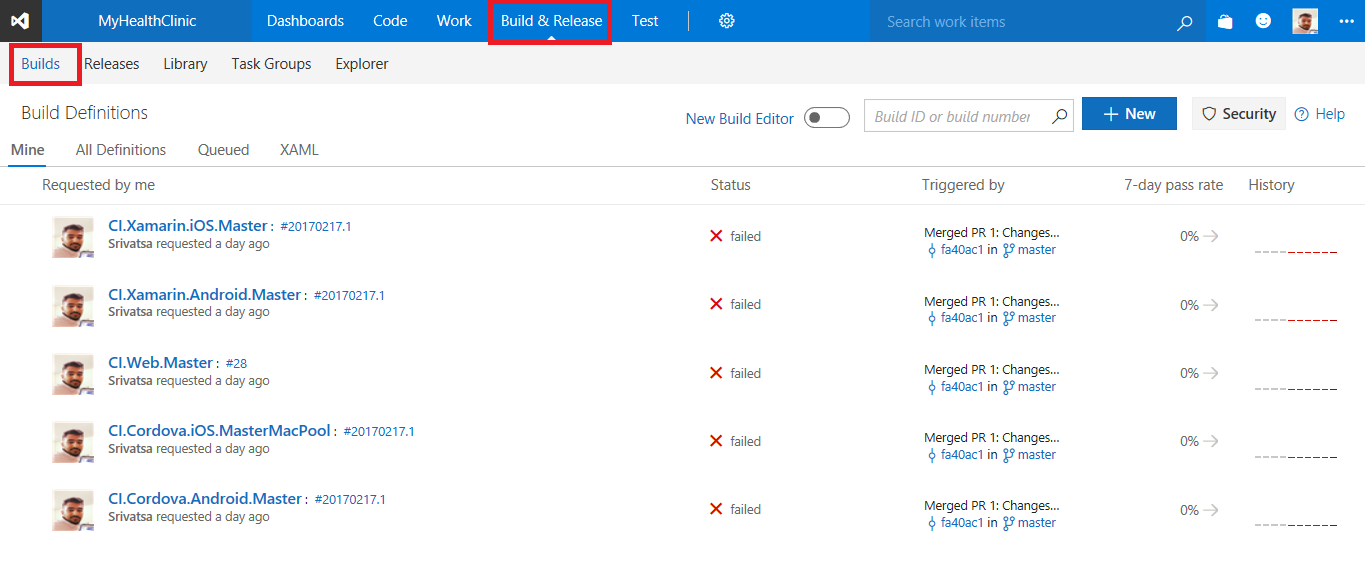 MyHealthClinic Dashboards Code Work Build & Release Test Search work items
Builds Releases Library Task Groups Explorer
Build Definitions New Build Editor Build ID or build number + New Security Help
Mine All Definitions Queued XAML
Requested by me Status Triggered by 7-day pass rate History
CI.Xamarin.iOS.Master : #20170217.1 failed Merged PR 1: Changes... 0%
Srivatsa requested a day ago fa40ac1 in master
CI.Xamarin.Android.Master : #20170217.1 failed Merged PR 1: Changes... 0%
Srivatsa requested a day ago fa40ac1 in master
CI.Web.Master : #28 failed Merged PR 1: Changes... 0%
Srivatsa requested a day ago fa40ac1 in master
CI.Cordova.iOS.MasterMacPool : #20170217.1 failed Merged PR 1: Changes... 0%
Srivatsa requested a day ago fa40ac1 in master
CI.Cordova.Android.Master : #20170217.1 failed Merged PR 1: Changes... 0%
Srivatsa requested a day ago fa40ac1 in master